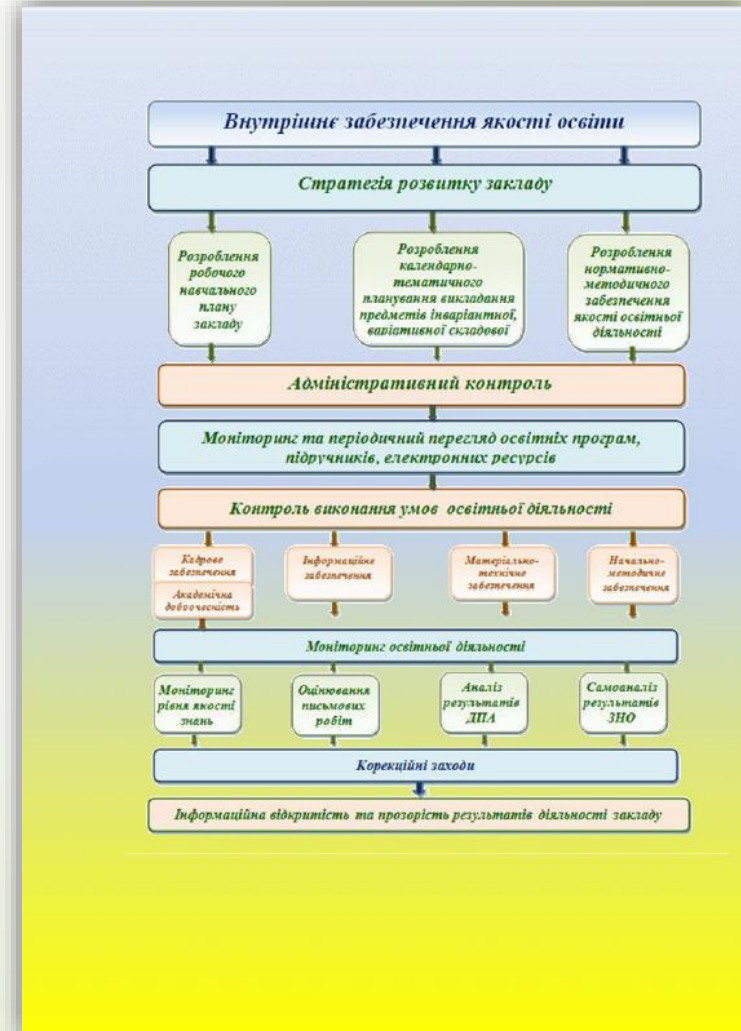 Внутрішнє забезпечення якості освіти
Стратегія розвитку закладу
Розроблення
робочого
навчального
плану
закладу
Розроблення
календарно-
тематичного
планування викладання
предметів інваріантної,
варіативної складової
Розроблення
нормативно-
методичного
забезпечення
якості освітньої
діяльності
Адміністративний контроль
Моніторинг та періодичний перегляд освітніх програм,
підручників, електронних ресурсів
Контроль виконання умов освітньої діяльності
Кадрове
забезпечення
Академічна
доброчесність
Інформаційне
забезпечення
Матеріально-
технічне
забезпечення
Начально-
методичне
забезпечення
Моніторинг освітньої діяльності
Моніторинг
рівня якості
знань
Оцінювання
письмових
робіт
Аналіз
результатів
ДПА
Самоаналіз
результатів
ЗНО
Корекційні заходи
Інформаційна відкритість та прозорість результатів діяльності закладу